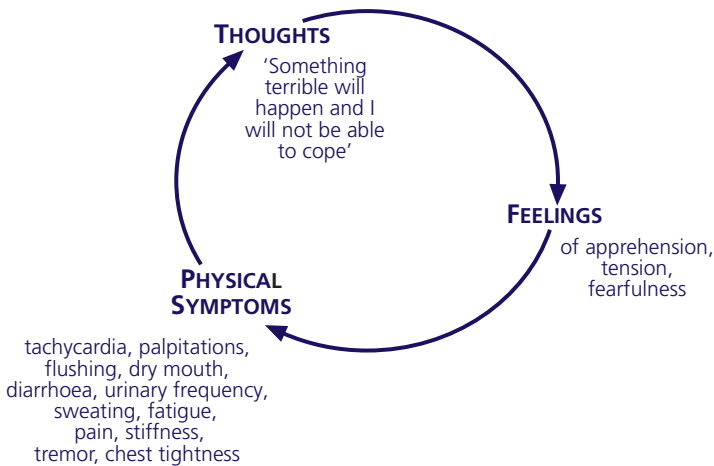 THOUGHTS
‘Something
terrible will
happen and I
will not be able
to cope’
FEELINGS
of apprehension,
tension,
fearfulness
PHYSICAL
SYMPTOMS
tachycardia, palpitations,
flushing, dry mouth,
diarrhoea, urinary frequency,
sweating, fatigue,
pain, stiffness,
tremor, chest tightness